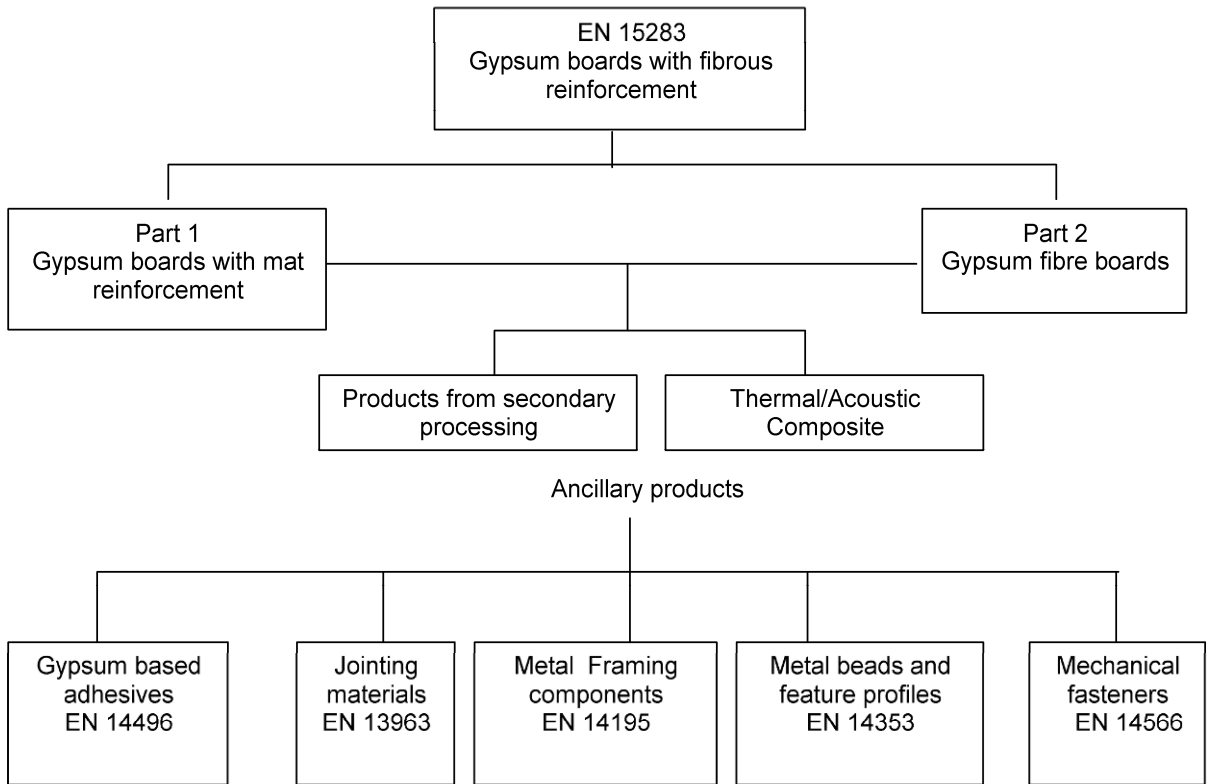 EN 15283
Gypsum boards with fibrous
reinforcement
Part 1
Gypsum boards with mat
reinforcement
Part 2
Gypsum fibre boards
Products from secondary
processing
Thermal/Acoustic
Composite
Ancillary products
Gypsum based
adhesives
EN 14496
Jointing
materials
EN 13963
Metal Framing
components
EN 14195
Metal beads and
feature profiles
EN 14353
Mechanical
fasteners
EN 14566